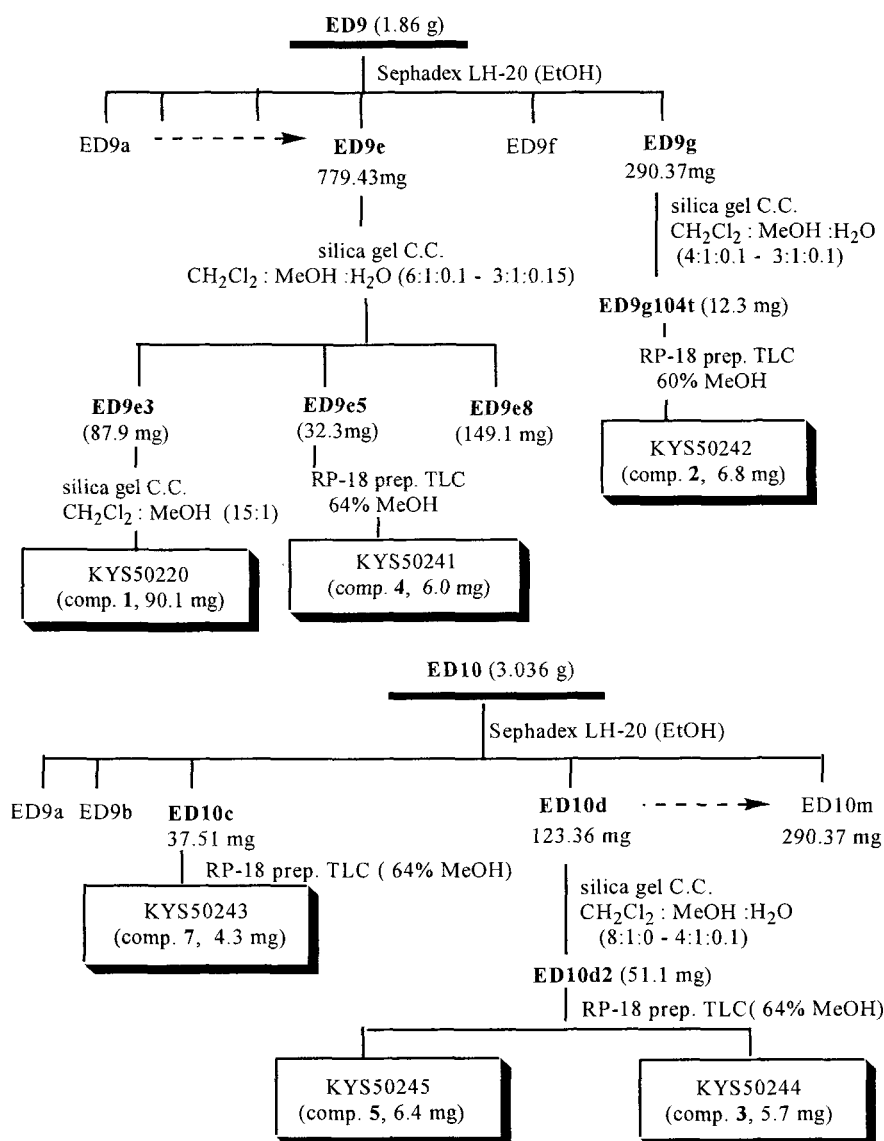 ED9 (1.86 g)
Sephadex LH-20 (EtOH)
ED9a
ED9e
779.43mg
ED9f
ED9g
290.37mg
silica gel C.C.
CH2Cl2 : MeOH :H2O
(4:1:0.1 - 3:1:0.1)
silica gel C.C.
CH2Cl2 : MeOH :H2O (6:1:0.1 - 3:1:0.15)
ED9g104t (12.3 mg)
RP-18 prep. TLC
60% MeOH
KYS50242
(comp. 2, 6.8 mg)
ED9e3
(87.9 mg)
ED9e5
(32.3mg)
ED9e8
(149.1 mg)
silica gel C.C.
CH2Cl2 : MeOH (15:1)
RP-18 prep. TLC
64% MeOH
KYS50220
(comp. 1, 90.1 mg)
KYS50241
(comp. 4, 6.0 mg)
ED10 (3.036 g)
Sephadex LH-20 (EtOH)
ED9a
ED9b
ED10c
37.51 mg
ED10d
123.36 mg
ED10m
290.37 mg
RP-18 prep. TLC ( 64% MeOH)
KYS50243
(comp. 7, 4.3 mg)
silica gel C.C.
CH2Cl2 : MeOH :H2O
(8:1:0 - 4:1:0.1)
ED10d2 (51.1 mg)
RP-18 prep. TLC( 64% MeOH)
KYS50245
(comp. 5, 6.4 mg)
KYS50244
(comp. 3, 5.7 mg)